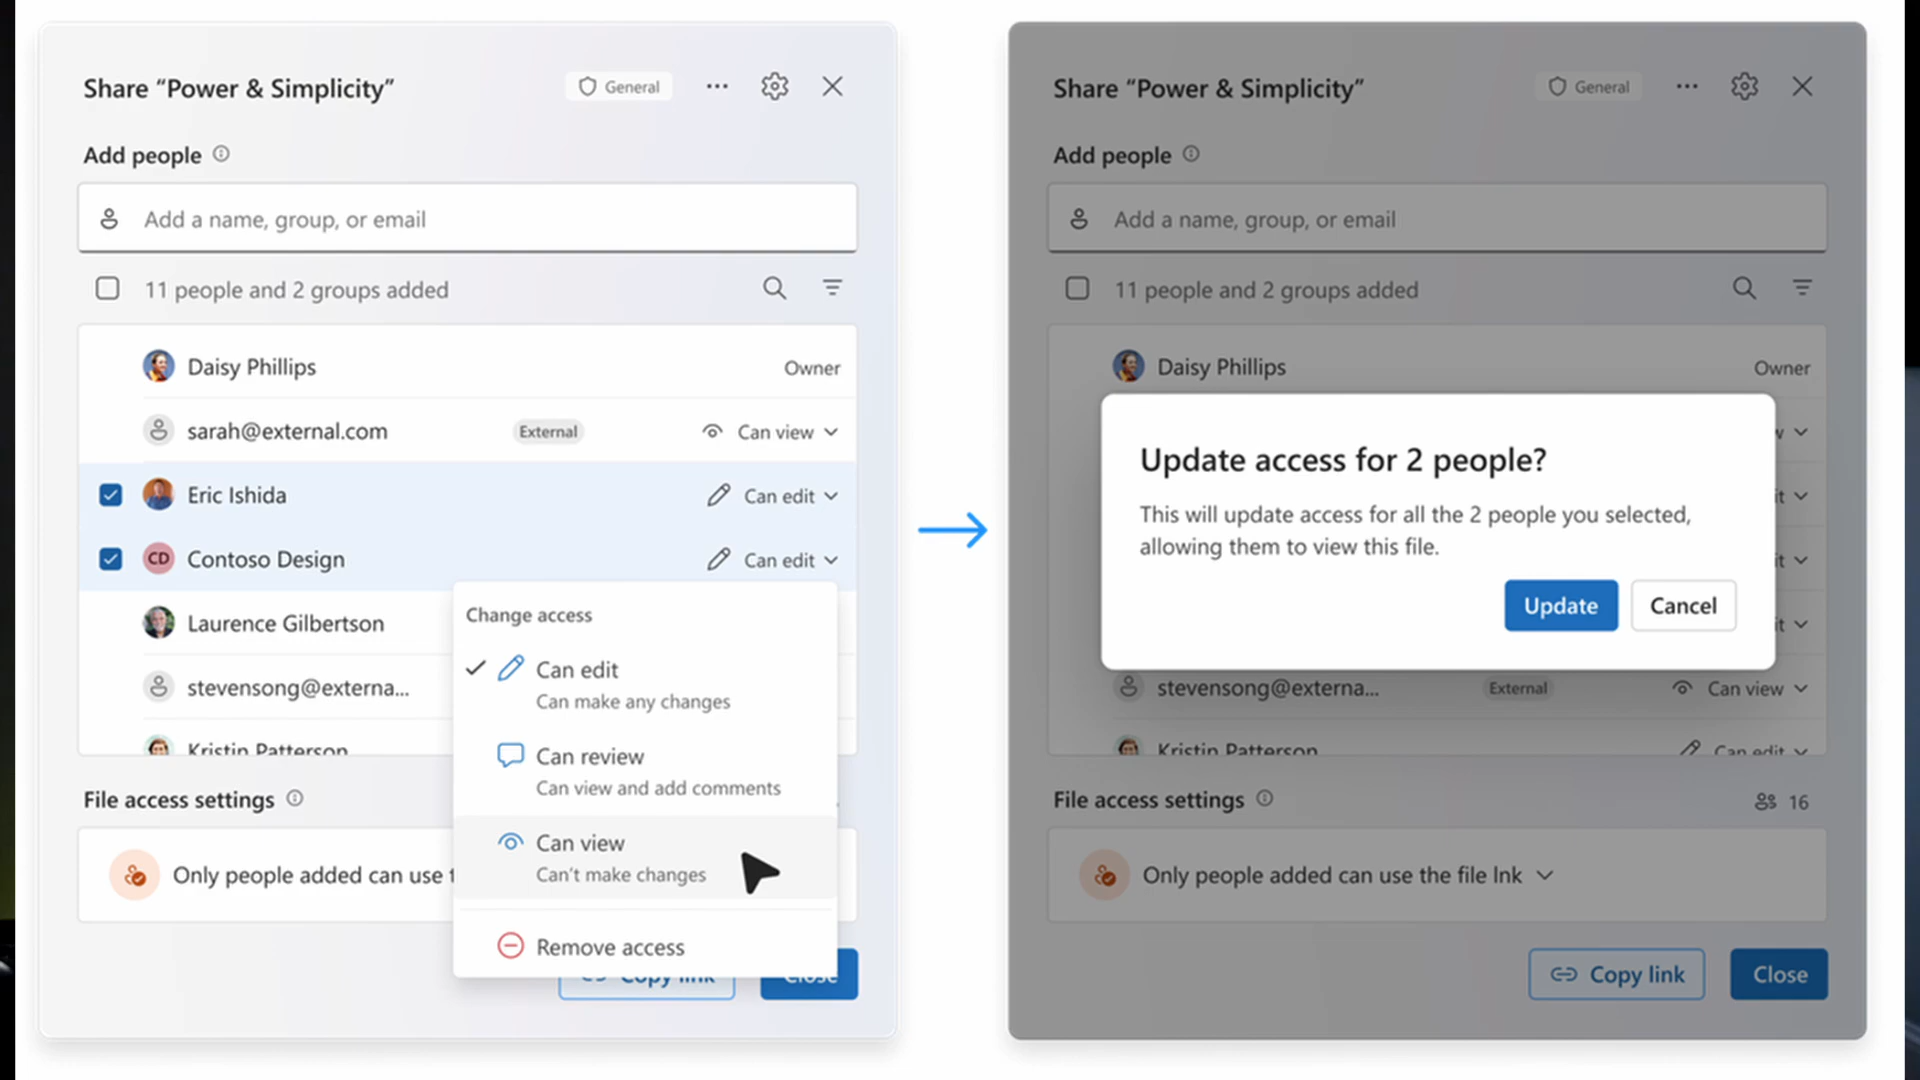 Share “Power & Simplicity”
General
Add people
Add a name, group, or email
11 people and 2 groups added
Daisy Phillips
Owner
sarah@external.com
External
Can view
Eric Ishida
Can edit
CD
Contoso Design
Can edit
Laurence Gilbertson
stevensong@externa...
Kristin Patterson
Change access
Can edit
Can make any changes
Can review
Can view and add comments
Can view
Can't make changes
Remove access
File access settings
Only people added can use
Copy link
Close
Share “Power & Simplicity”
General
Add people
Add a name, group, or email
11 people and 2 groups added
Daisy Phillips
Owner
Update access for 2 people?
This will update access for all the 2 people you selected,
allowing them to view this file.
Update
Cancel
stevensong@externa...
External
Can view
Kristin Patterson
Can edit
File access settings
16
Only people added can use the file lnk
Copy link
Close